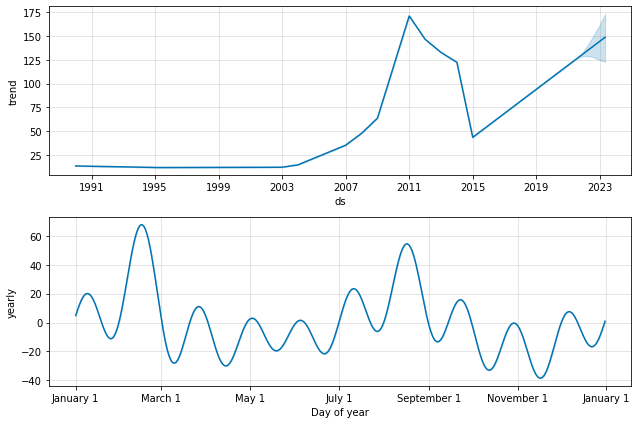 175
150
125
100
75
50
25
trend
1991 1995 1999 2003 2007 2011 2015 2019 2023
ds
60
40
20
0
−20
−40
yearly
January 1 March 1 May 1 July 1 September 1 November 1 January 1
Day of year